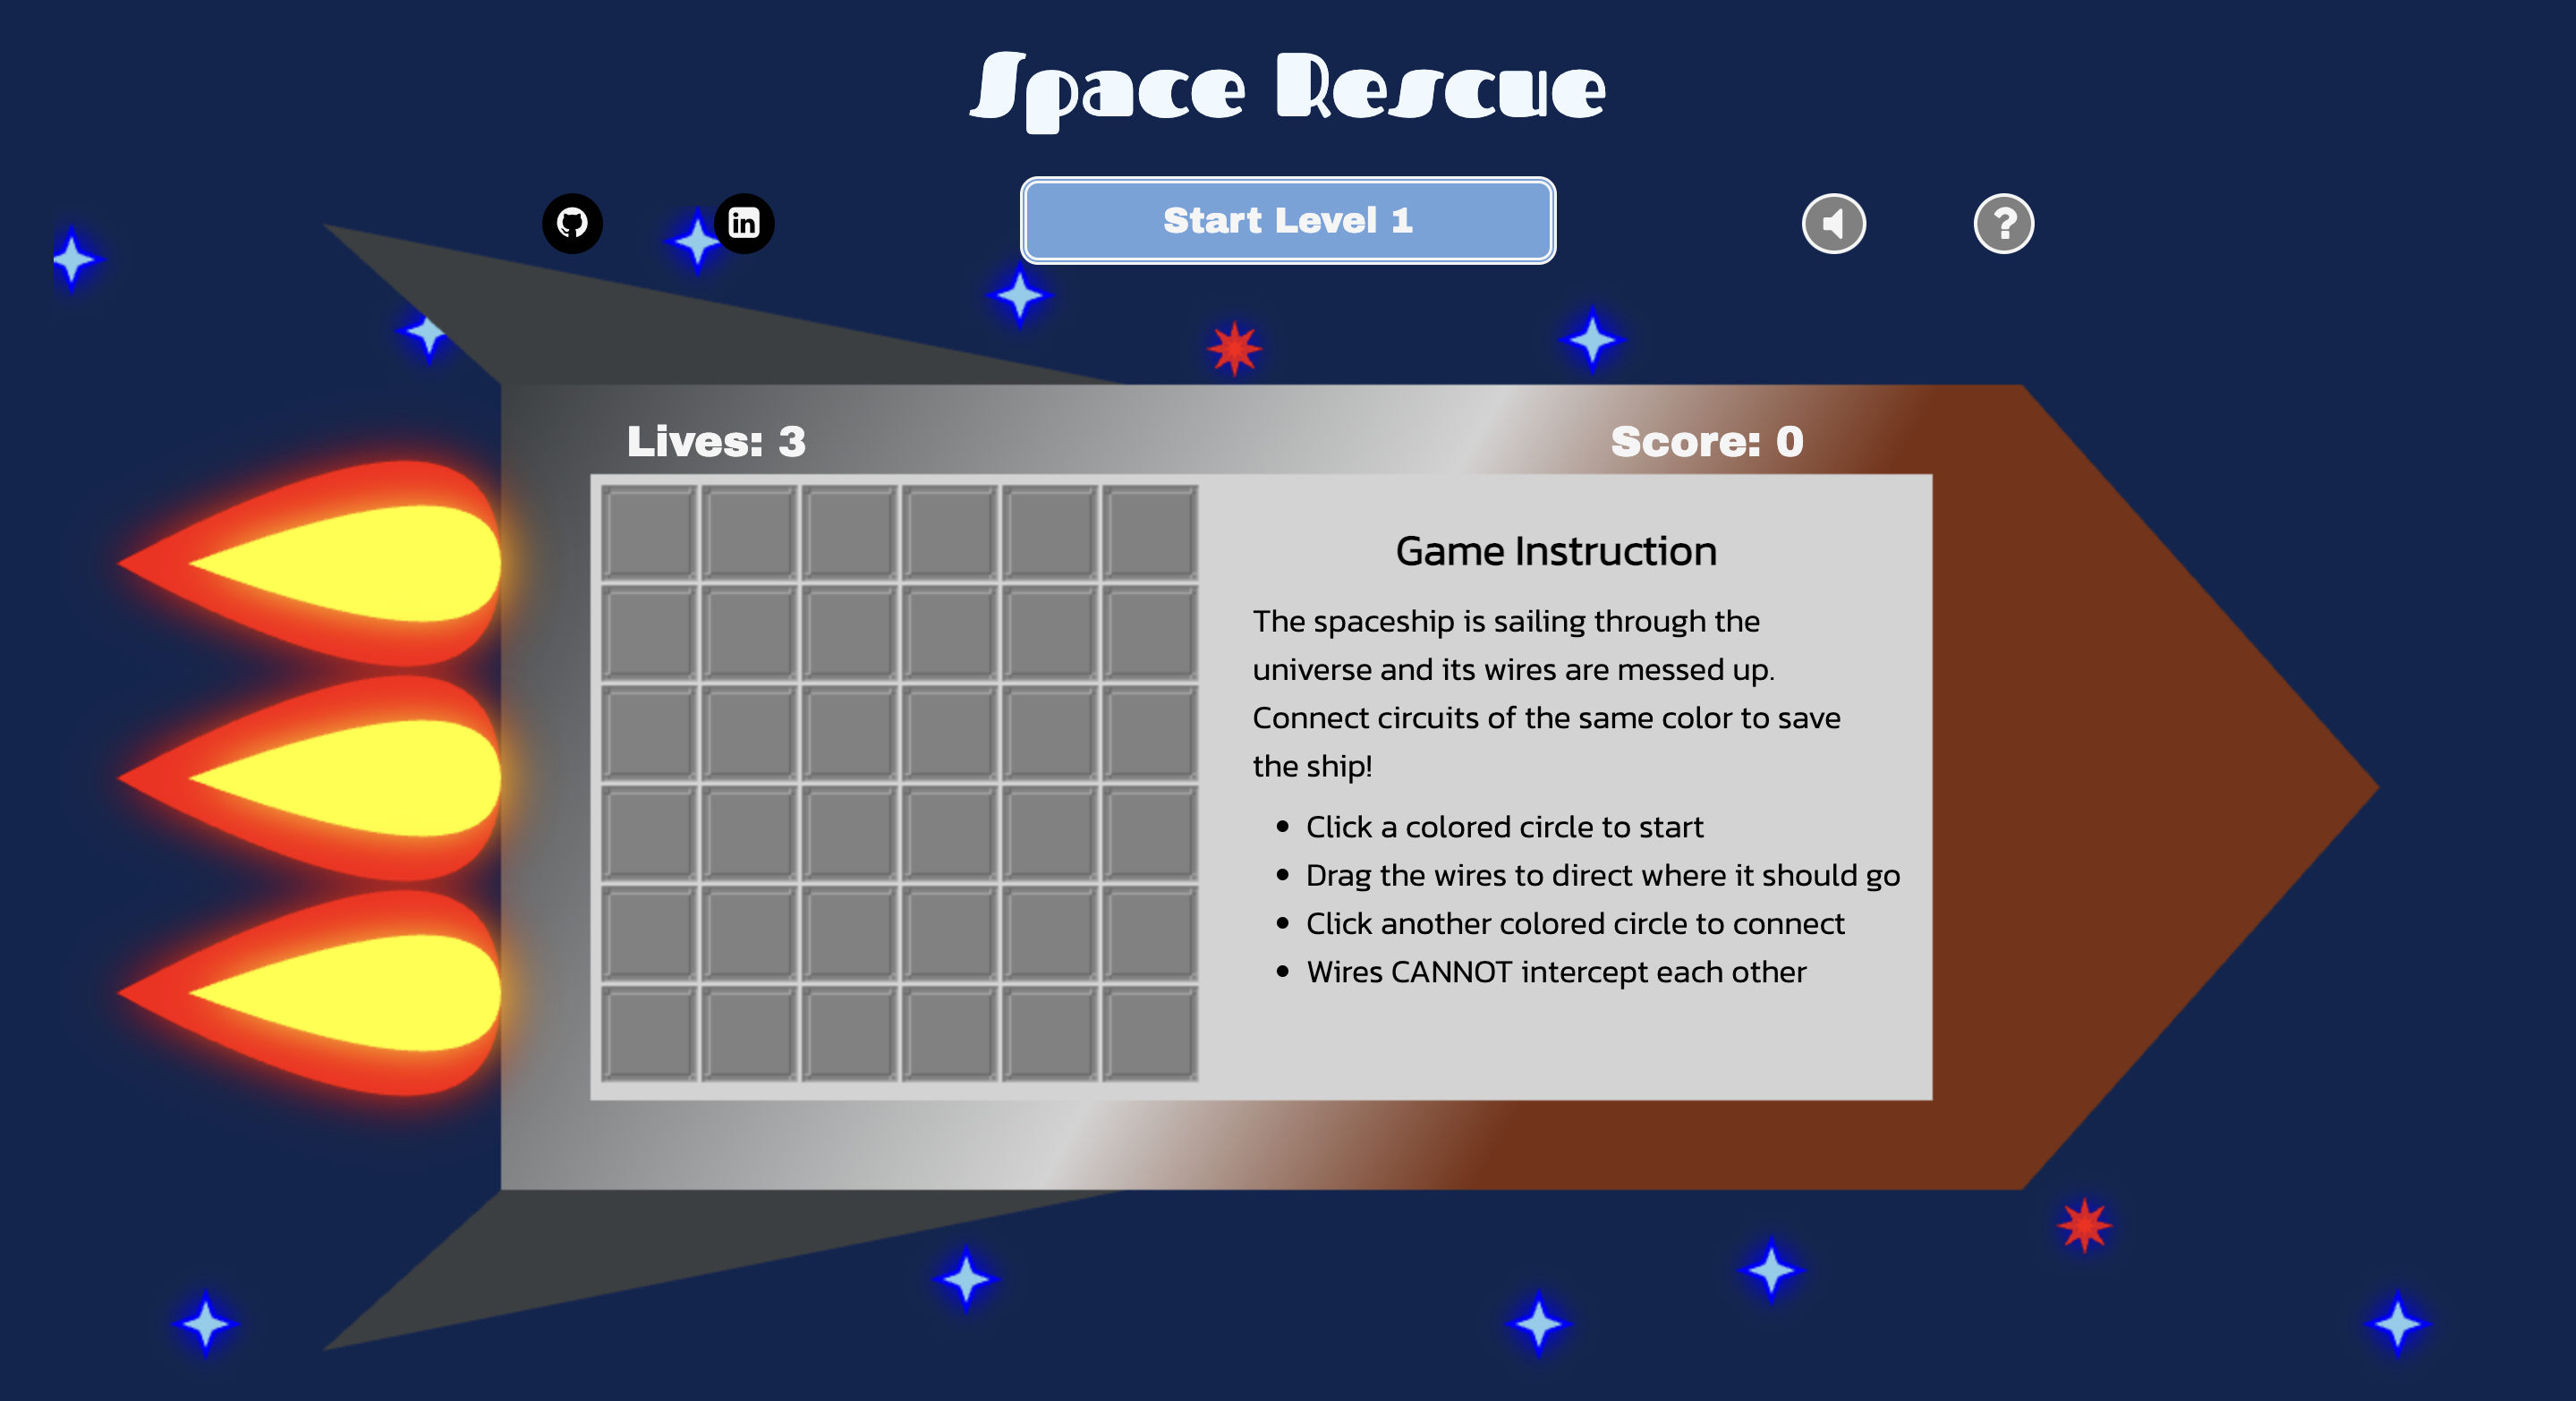 Space Rescue
in
Start Level 1
?
Lives: 3
Score: 0
Game Instruction
The spaceship is sailing through the
universe and its wires are messed up.
Connect circuits of the same color to save
the ship!
Click a colored circle to start
Drag the wires to direct where it should go
Click another colored circle to connect
Wires CANNOT intercept each other